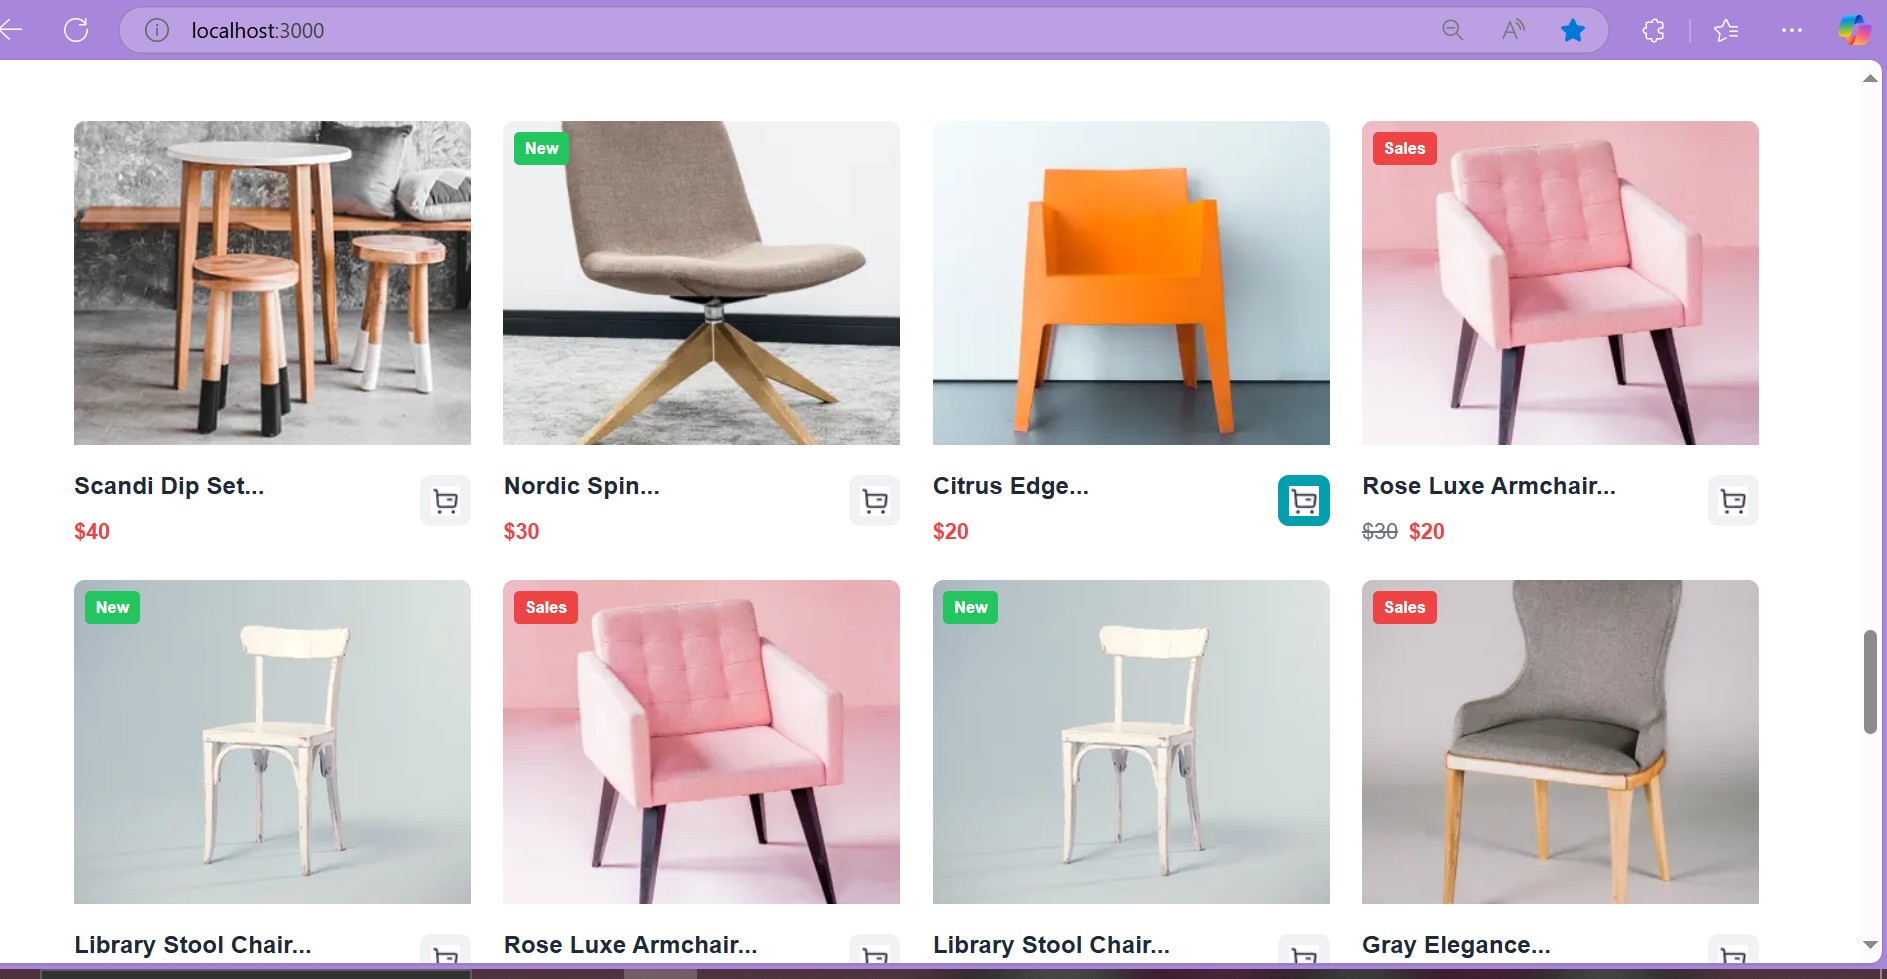 localhost:3000
New
Sales
Scandi Dip Set...
Nordic Spin...
Citrus Edge...
Rose Luxe Armchair...
$40
$30
$20
$30 $20
New
Sales
New
Sales
Library Stool Chair...
Rose Luxe Armchair...
Library Stool Chair...
Gray Elegance...